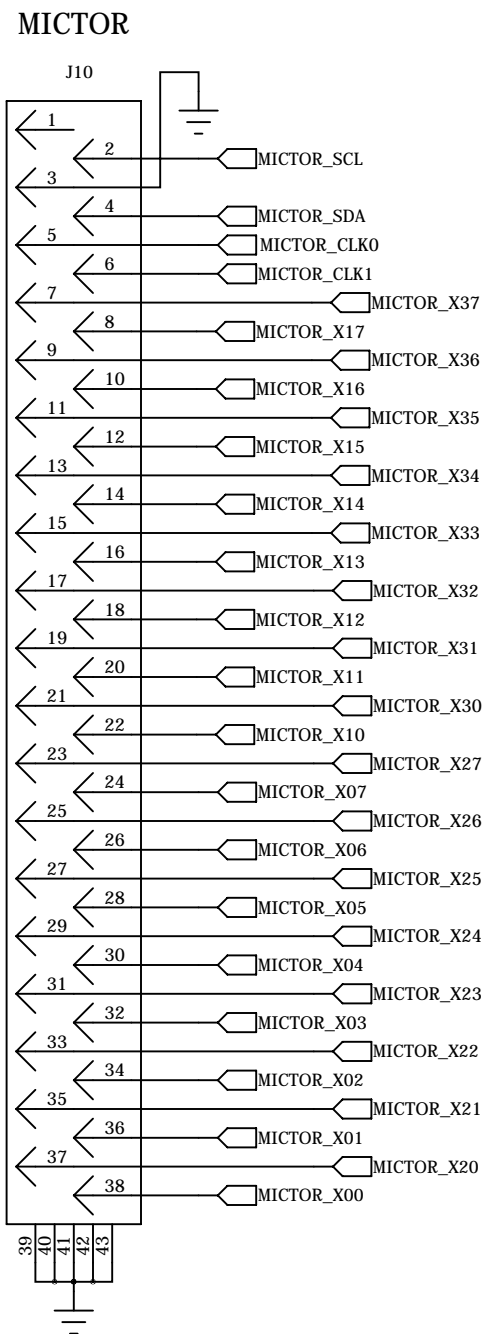 MICTOR
J10
1
2 MICTOR_SCL
3
4 MICTOR_SDA
5 MICTOR_CLK0
6 MICTOR_CLK1
7 MICTOR_X37
8 MICTOR_X17
9 MICTOR_X36
10 MICTOR_X16
11 MICTOR_X35
12 MICTOR_X15
13 MICTOR_X34
14 MICTOR_X14
15 MICTOR_X33
16 MICTOR_X13
17 MICTOR_X32
18 MICTOR_X12
19 MICTOR_X31
20 MICTOR_X11
21 MICTOR_X30
22 MICTOR_X10
23 MICTOR_X27
24 MICTOR_X07
25 MICTOR_X26
26 MICTOR_X06
27 MICTOR_X25
28 MICTOR_X05
29 MICTOR_X24
30 MICTOR_X04
31 MICTOR_X23
32 MICTOR_X03
33 MICTOR_X22
34 MICTOR_X02
35 MICTOR_X21
36 MICTOR_X01
37 MICTOR_X20
38 MICTOR_X00
39
40
41
42
43